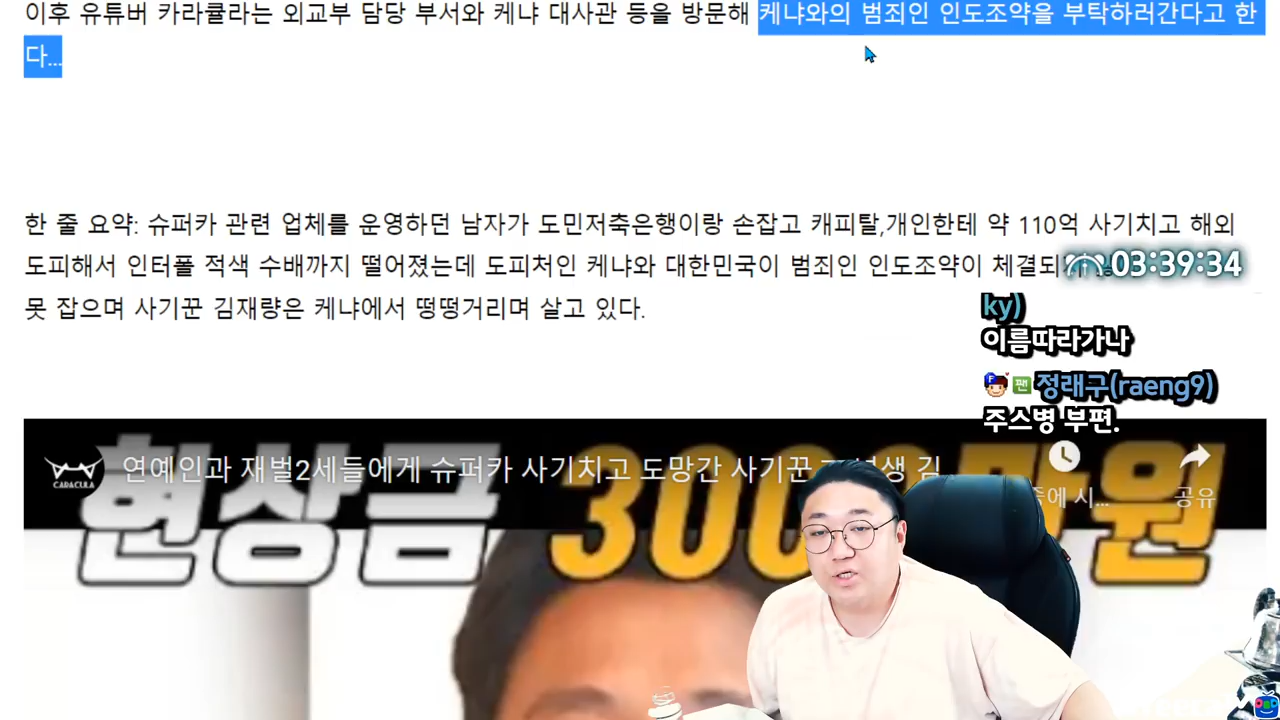 이후 유튜버 카라큘라는 외교부 담당 부서와 케냐 대사관 등을 방문해 케냐와의 범죄인 인도조약을 부탁하러간다고 한
다...
한 줄 요약: 슈퍼카 관련 업체를 운영하던 남자가 도민저축은행이랑 손잡고 캐피탈,개인한테 약 110억 사기치고 해외
도피해서 인터폴 적색 수배까지 떨어졌는데 도피처인 케냐와 대한민국이 범죄인 인도조약이 체결되
03:39:34
못 잡으며 사기꾼 김재량은 케냐에서 떵떵거리며 살고 있다.
ky)
이름따라가나
F 팬 정래구(raeng9)
주스병 부편.
CARACULA
연예인과 재벌2세들에게 슈퍼카 사기치고 도망간 사기꾼 김
공유
현상금 300 원